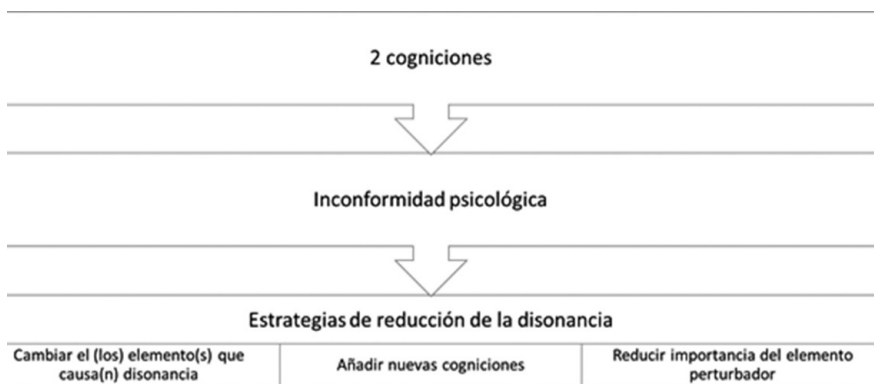 2 cogniciones
Inconformidad psicológica
Estrategias de reducción de la disonancia
Cambiar el (los) elemento(s) que
causa(n) disonancia
Añadir nuevas cogniciones
Reducir importancia del elemento
perturbador